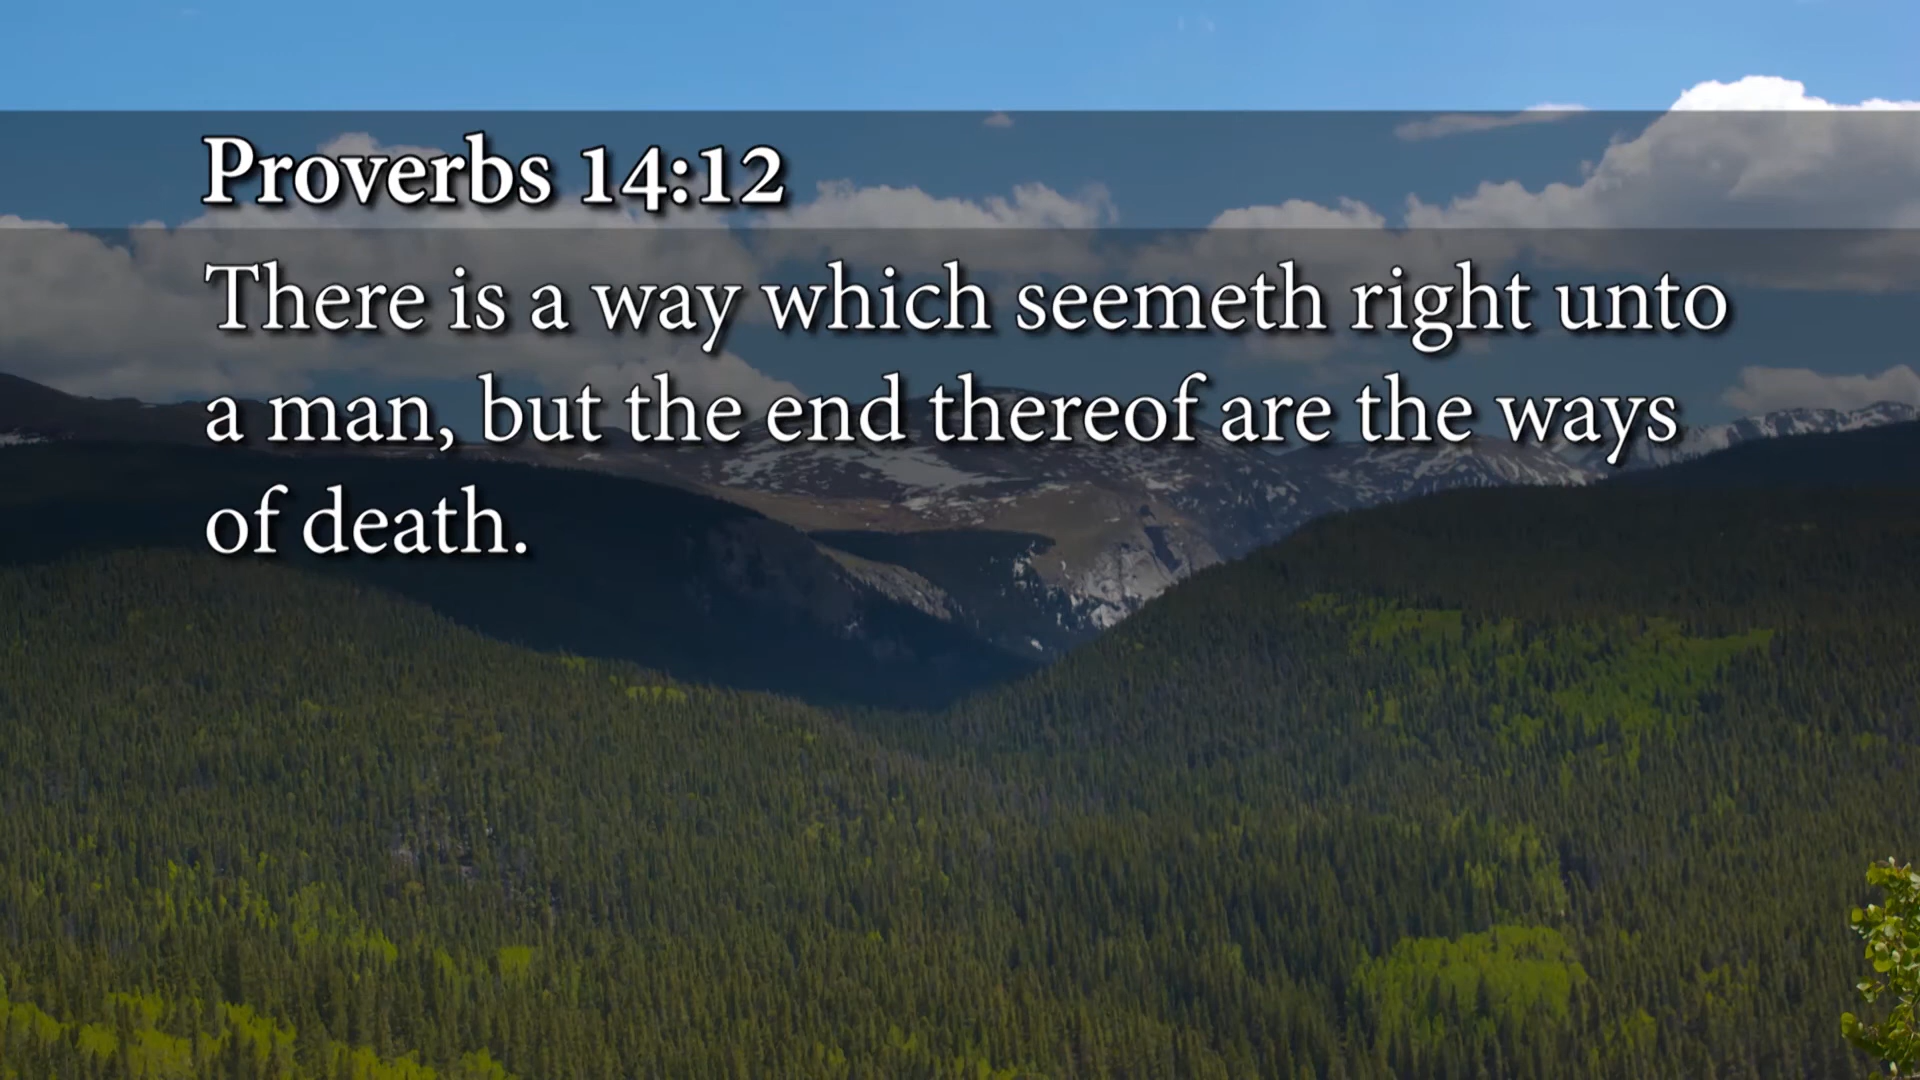 Proverbs 14:12
There is a way which seemeth right unto
a man, but the end thereof are the ways
of death.